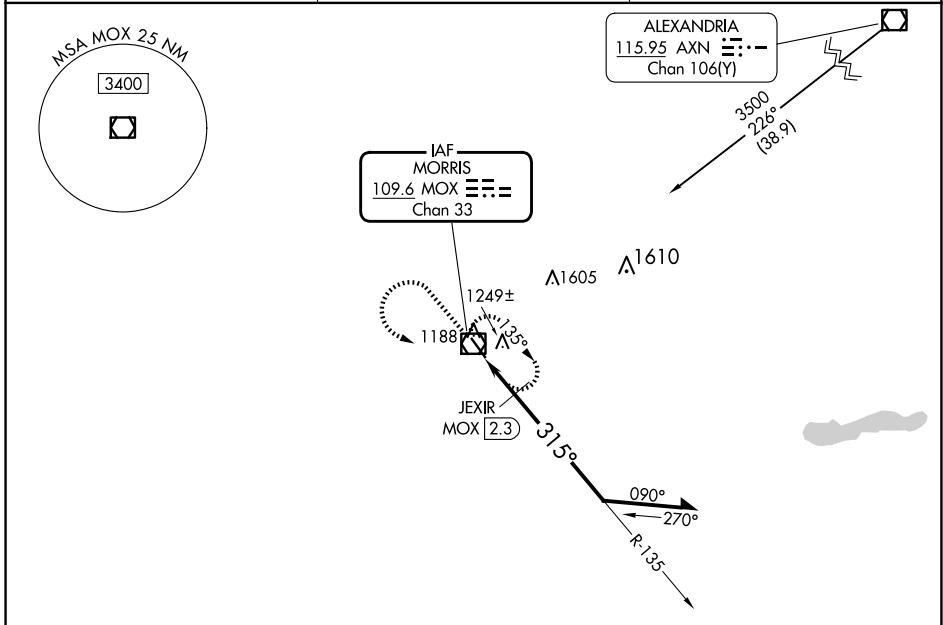 MSA MOX 25 NM
3400
ALEXANDRIA
115.95 AXN
Chan 106(Y)
3500
226°
(38.9)
IAF
MORRIS
109.6 MOX
Chan 33
1605
1610
1249±
1188
135°
JEXIR
MOX 2.3
315°
090°
270°
R-135